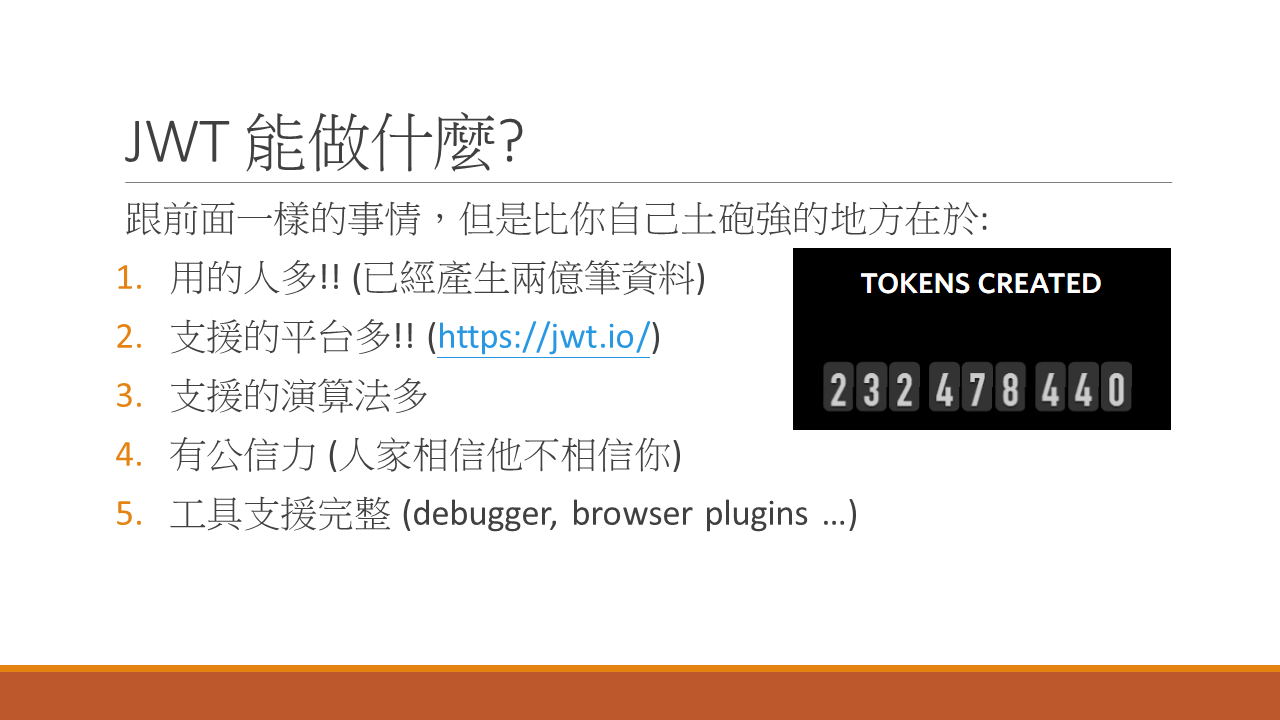 JWT 能做什麼?
跟前面一樣的事情，但是比你自己土砲強的地方在於:
1. 用的人多!! (已經產生兩億筆資料)
2. 支援的平台多!! (https://jwt.io/)
3. 支援的演算法多
4. 有公信力 (人家相信他不相信你)
5. 工具支援完整 (debugger, browser plugins …)
TOKENS CREATED
232 478 440